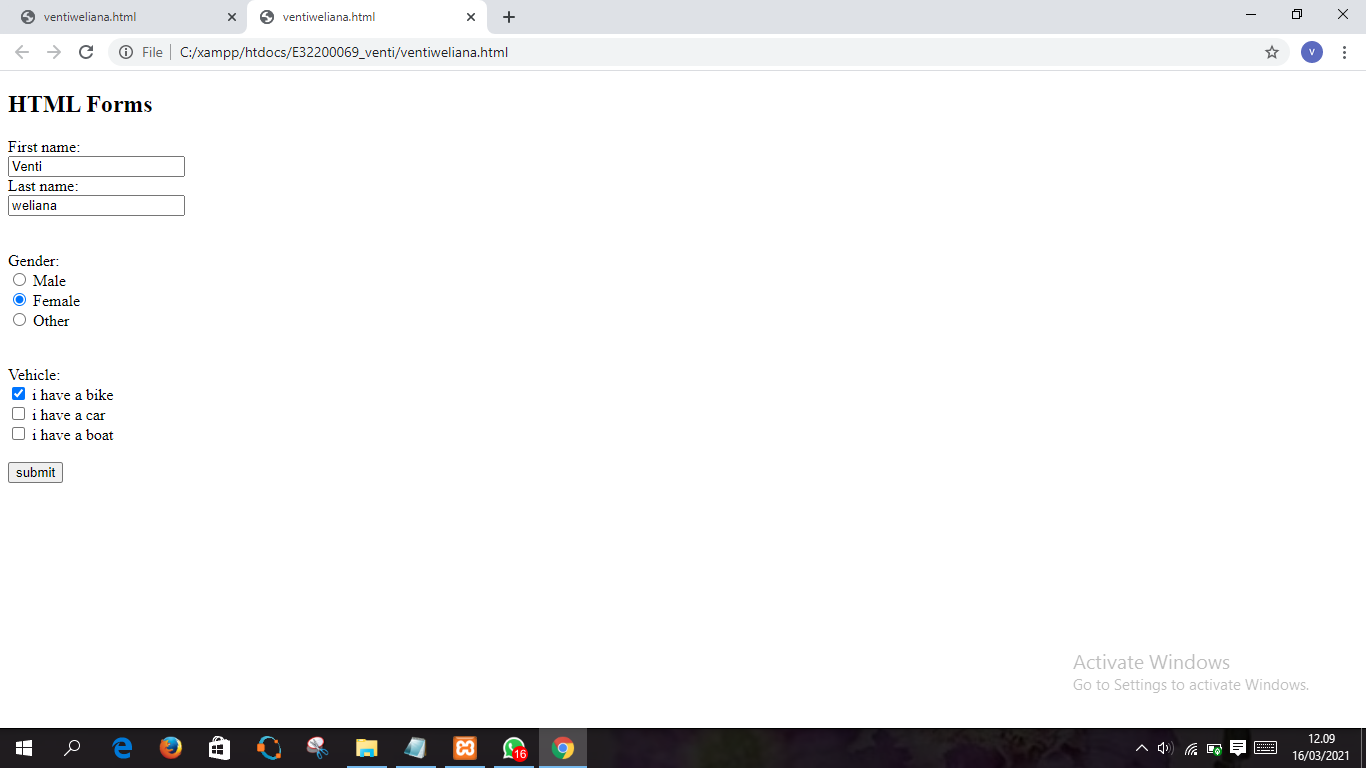 ventiweliana.html
ventiweliana.html
File
C:/xampp/htdocs/E32200069_venti/ventiweliana.html
V
HTML Forms
First name:
Venti
Last name:
weliana
Gender:
Male
Female
Other
Vehicle:
i have a bike
i have a car
i have a boat
submit
Activate Windows
Go to Settings to activate Windows.
16
12.09
16/03/2021